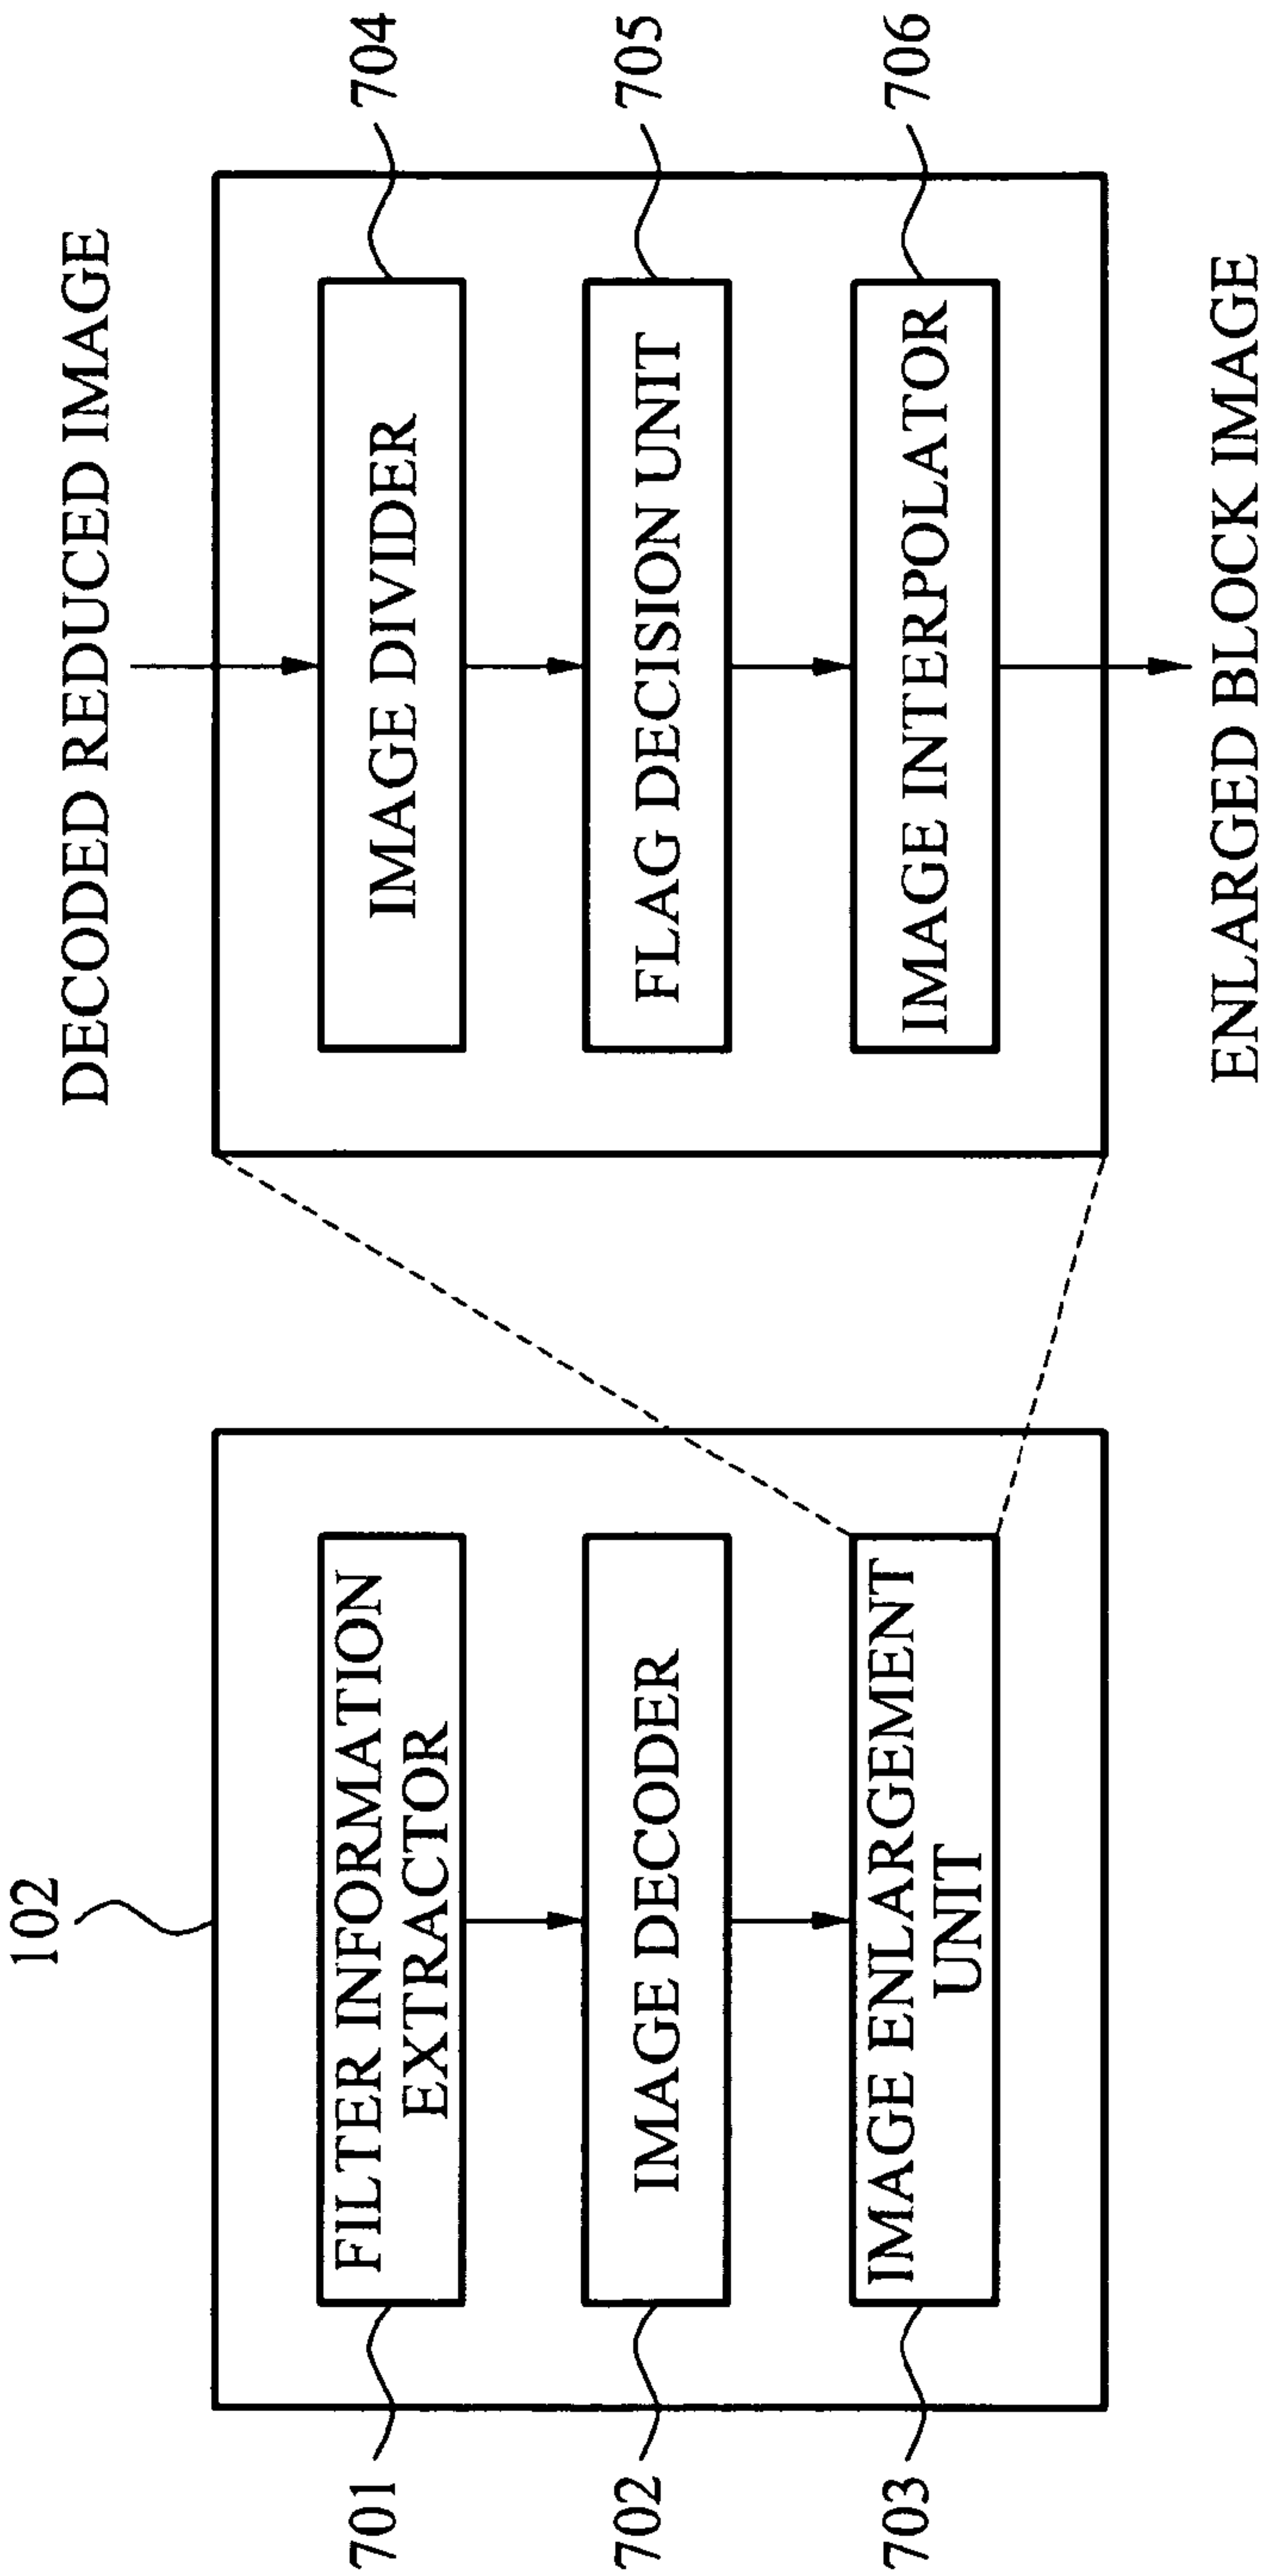 102
701
FILTER INFORMATION
EXTRACTOR
702
IMAGE DECODER
703
IMAGE ENLARGEMENT
UNIT
DECODED REDUCED IMAGE
IMAGE DIVIDER
704
FLAG DECISION UNIT
705
IMAGE INTERPOLATOR
706
ENLARGED BLOCK IMAGE